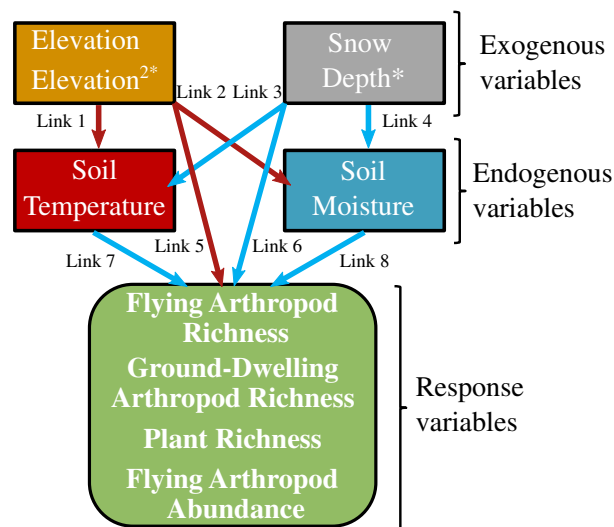 Elevation
Elevation²*
Snow
Depth*
Exogenous
variables
Link 1
Link 2
Link 3
Link 4
Soil
Temperature
Soil
Moisture
Endogenous
variables
Link 7
Link 5
Link 6
Link 8
Flying Arthropod
Richness
Ground-Dwelling
Arthropod Richness
Plant Richness
Flying Arthropod
Abundance
Response
variables